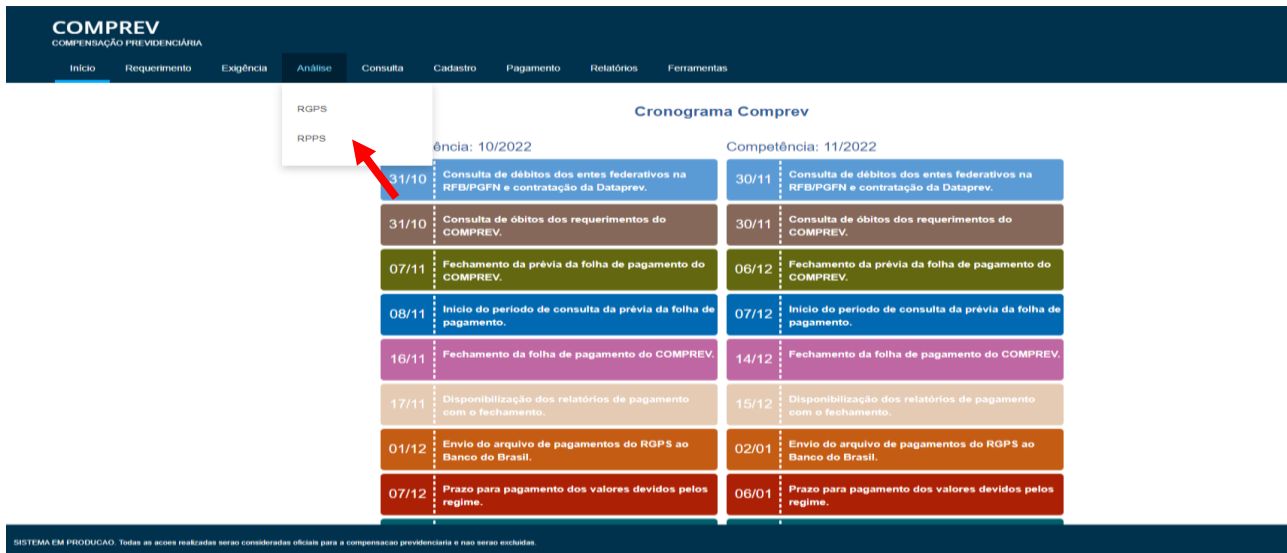 COMPREV
COMPENSAÇÃO PREVIDENCIÁRIA
Início Requerimento Exigência Análise Consulta Cadastro Pagamento Relatórios Ferramentas
RGPS
RPPS
Cronograma Comprev
ência: 10/2022
31/10 Consulta de débitos dos entes federativos na
RFB/PGFN e contratação da Dataprev.
31/10 Consulta de óbitos dos requerimentos do
COMPREV.
07/11 Fechamento da prévia da folha de pagamento do
COMPREV.
08/11 Início do período de consulta da prévia da folha de
pagamento.
16/11 Fechamento da folha de pagamento do COMPREV.
17/11 Disponibilização dos relatórios de pagamento
com o fechamento.
01/12 Envio do arquivo de pagamentos do RGPS ao
Banco do Brasil.
07/12 Prazo para pagamento dos valores devidos pelos
regime.
Competência: 11/2022
30/11 Consulta de débitos dos entes federativos na
RFB/PGFN e contratação da Dataprev.
30/11 Consulta de óbitos dos requerimentos do
COMPREV.
06/12 Fechamento da prévia da folha de pagamento do
COMPREV.
07/12 Início do período de consulta da prévia da folha de
pagamento.
14/12 Fechamento da folha de pagamento do COMPREV.
15/12 Disponibilização dos relatórios de pagamento
com o fechamento.
02/01 Envio do arquivo de pagamentos do RGPS ao
Banco do Brasil.
06/01 Prazo para pagamento dos valores devidos pelos
regime.
SISTEMA EM PRODUCAO. Todas as acoes realizadas serao consideradas oficiais para a compensacao previdenciaria e nao serao excluidas.